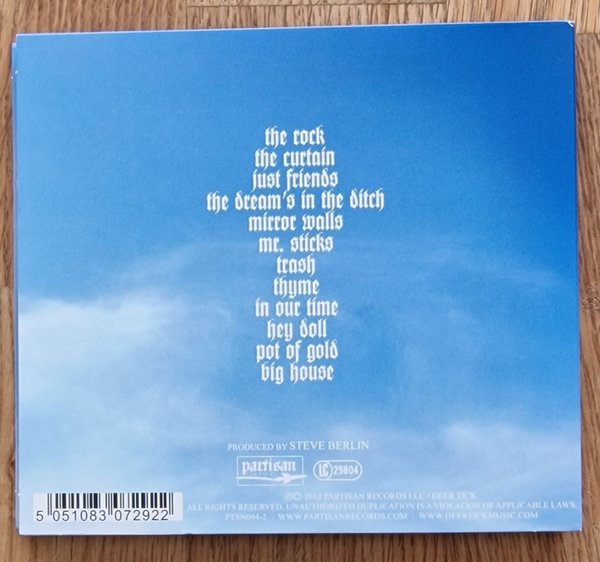 the rock
the curtain
just friends
the dream's in the ditch
mirror walls
mr. sticks
trash
thyme
in our time
hey doll
pot of gold
big house
PRODUCED BY STEVE BERLIN
partisan
LC 29804
℗© 2013 PARTISAN RECORDS LLC / DEER TICK
ALL RIGHTS RESERVED. UNAUTHORIZED DUPLICATION IS A VIOLATION OF APPLICABLE LAWS
PTSN044-2 WWW.PARTISANRECORDS.COM WWW.DEERTICKMUSIC.COM
5 051083 072922